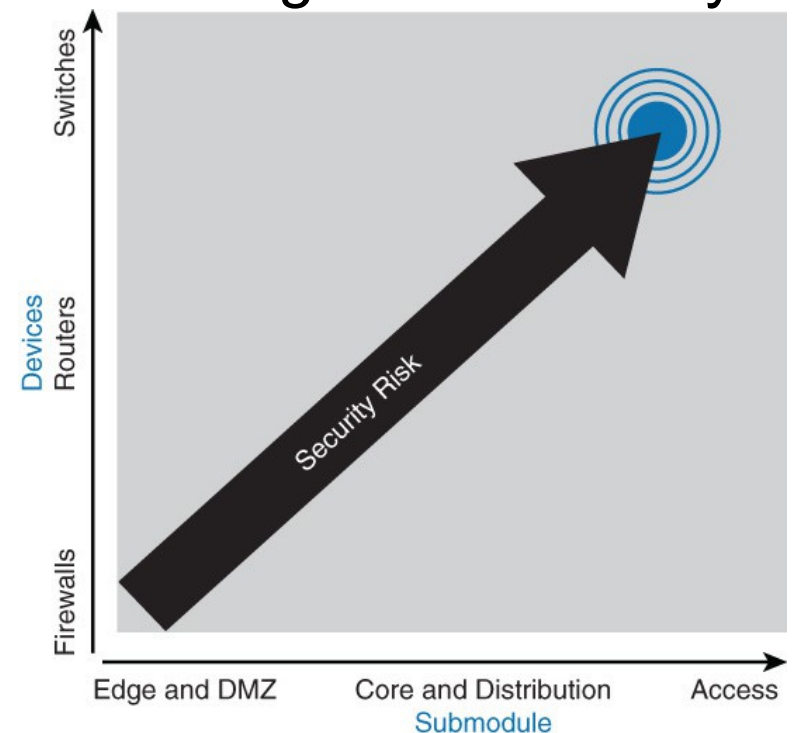 Switches
Devices
Routers
Security Risk
Firewalls
Edge and DMZ
Core and Distribution
Access
Submodule